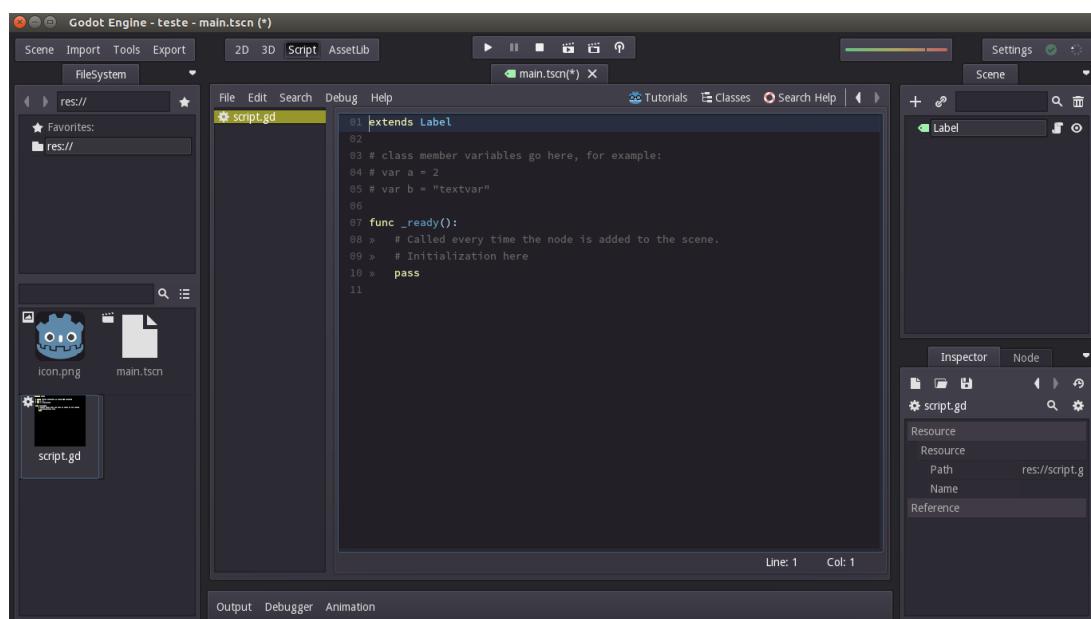 Godot Engine - teste - main.tscn (*)
Scene Import Tools Export 2D 3D Script AssetLib Settings
FileSystem
main.tscn(*)
Scene
res://
Favorites:
res://
icon.png
main.tscn
script.gd
File Edit Search Debug Help Tutorials Classes Search Help
script.gd
01 extends Label
02
03 # class member variables go here, for example:
04 # var a = 2
05 # var b = "textvar"
06
07 func _ready():
08 » # Called every time the node is added to the scene.
09 » # Initialization here
10 » pass
11
Line: 1 Col: 1
Output Debugger Animation
Label
Inspector Node
script.gd
Resource
Resource
Path res://script.g
Name
Reference